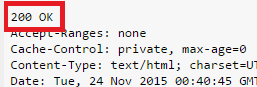 200 OK
Accept-Ranges: none
Cache-Control: private, max-age=0
Content-Type: text/html; charset=UT
Date: Tue, 24 Nov 2015 00:40:45 GMT